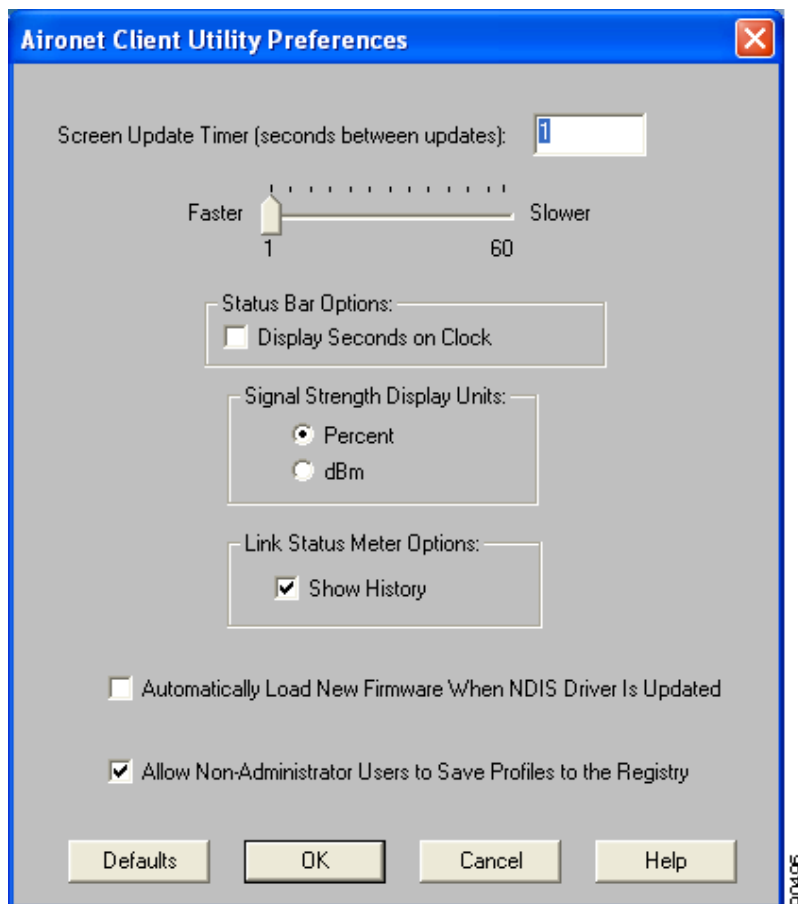 Aironet Client Utility Preferences
Screen Update Timer (seconds between updates): 1
Faster Slower
1 60
Status Bar Options:
Display Seconds on Clock
Signal Strength Display Units:
Percent
dBm
Link Status Meter Options:
Show History
Automatically Load New Firmware When NDIS Driver Is Updated
Allow Non-Administrator Users to Save Profiles to the Registry
Defaults OK Cancel Help